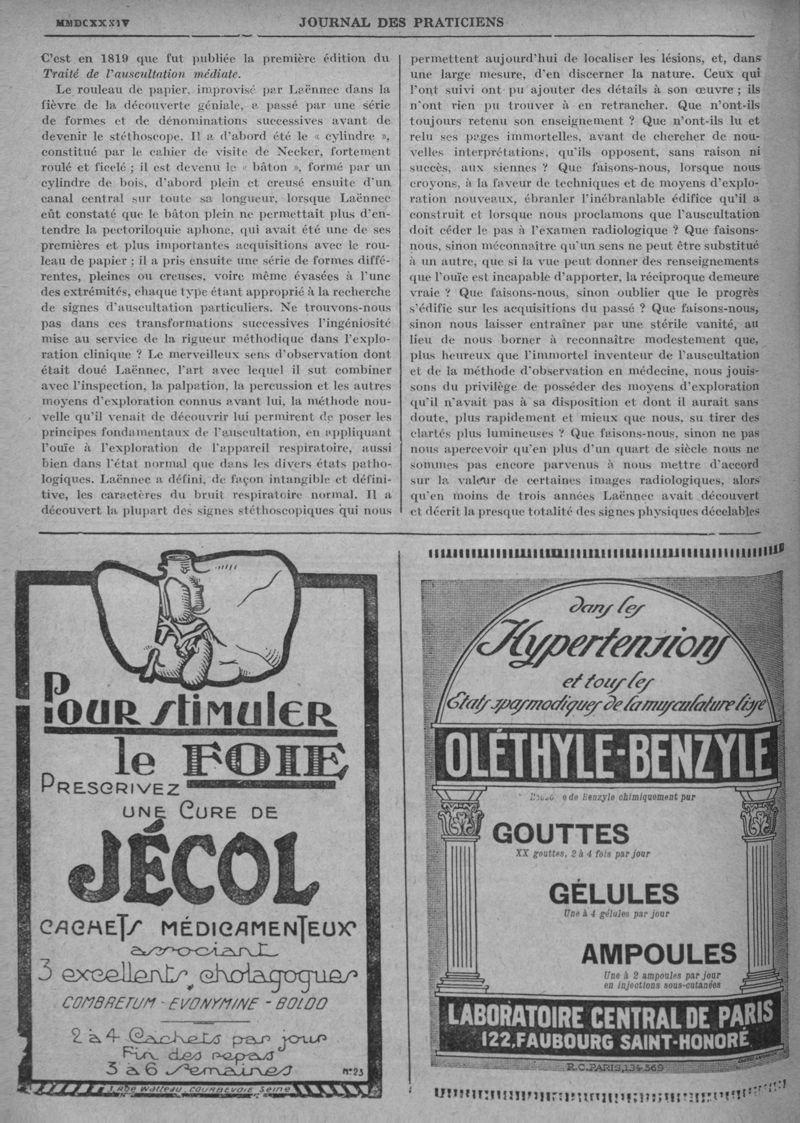 MMDCXXXIV
JOURNAL DES PRATICIENS
C'est en 1819 que fut publiée la première édition du
Traité de l'auscultation médiate.
Le rouleau de papier, improvisé par Laënnec dans la
fièvre de la découverte géniale, a passé par une série
de formes et de dénominations successives avant de
devenir le stéthoscope. Il a d'abord été le « cylindre »,
constitué par le cahier de visite de Necker, fortement
roulé et ficelé ; il est devenu le « bâton », formé par un
cylindre de bois, d'abord plein et creusé ensuite d'un
canal central sur toute sa longueur, lorsque Laënnec
eût constaté que le bâton plein ne permettait plus d'en-
tendre la pectoriloquie aphone, qui avait été une de ses
premières et plus importantes acquisitions avec le rou-
leau de papier ; il a pris ensuite une série de formes diffé-
rentes, pleines ou creuses, voire même évasées à l'une
des extrémités, chaque type étant approprié à la recherche
de signes d'auscultation particuliers. Ne trouvons-nous
pas dans ces transformations successives l'ingéniosité
mise au service de la rigueur méthodique dans l'explo-
ration clinique ? Le merveilleux sens d'observation dont
était doué Laënnec, l'art avec lequel il sut combiner
avec l'inspection, la palpation, la percussion et les autres
moyens d'exploration connus avant lui, la méthode nou-
velle qu'il venait de découvrir lui permirent de poser les
principes fondamentaux de l'auscultation, en appliquant
l'ouïe à l'exploration de l'appareil respiratoire, aussi
bien dans l'état normal que dans les divers états patho-
logiques. Laënnec a défini, de façon intangible et défini-
tive, les caractères du bruit respiratoire normal. Il a
découvert la plupart des signes stéthoscopiques qui nous
permettent aujourd'hui de localiser les lésions, et, dans
une large mesure, d'en discerner la nature. Ceux qui
l'ont suivi ont pu ajouter des détails à son œuvre ; ils
n'ont rien pu trouver à en retrancher. Que n'ont-ils
toujours retenu son enseignement ? Que n'ont-ils lu et
relu ses pages immortelles, avant de chercher de nou-
velles interprétations, qu'ils opposent, sans raison ni
succès, aux siennes ? Que faisons-nous, lorsque nous
croyons, à la faveur de techniques et de moyens d'explo-
ration nouveaux, ébranler l'inébranlable édifice qu'il a
construit et lorsque nous proclamons que l'auscultation
doit céder le pas à l'examen radiologique ? Que faisons-
nous, sinon méconnaître qu'un sens ne peut être substitué
à un autre, que si la vue peut donner des renseignements
que l'ouïe est incapable d'apporter, la réciproque demeure
vraie ? Que faisons-nous, sinon oublier que le progrès
s'édifie sur les acquisitions du passé ? Que faisons-nous,
sinon nous laisser entraîner par une stérile vanité, au
lieu de nous borner à reconnaître modestement que,
plus heureux que l'immortel inventeur de l'auscultation
et de la méthode d'observation en médecine, nous jouis-
sons du privilège de posséder des moyens d'exploration
qu'il n'avait pas à sa disposition et dont il aurait sans
doute, plus rapidement et mieux que nous, su tirer des
clartés plus lumineuses ? Que faisons-nous, sinon ne pas
nous apercevoir qu'en plus d'un quart de siècle nous ne
sommes pas encore parvenus à nous mettre d'accord
sur la valeur de certaines images radiologiques, alors
qu'en moins de trois années Laënnec avait découvert
et décrit la presque totalité des signes physiques décelables
POUR STIMULER
le FOIE
PRESCRIVEZ
UNE CURE DE
JÉCOL
CACHETS MÉDICAMENTEUX
associant
3 excellents cholagogues
COMBRETUM - EVONYMINE - BOLDO
2 à 4 Cachets par jour
Fin des repas
3 à 6 Semaines
N°23
1, Rue Watteau, COURBEVOIE Seine
dans les
Hypertensions
et tous les
États spasmodiques de la musculature lisse
OLÉTHYLE-BENZYLE
de Benzyle chimiquement pur
GOUTTES
XX gouttes, 2 à 4 fois par jour
GÉLULES
Une à 4 gélules par jour
AMPOULES
Une à 2 ampoules par jour
en injections sous-cutanées
LABORATOIRE CENTRAL DE PARIS
122, FAUBOURG SAINT-HONORÉ
R.C. PARIS, 134-369